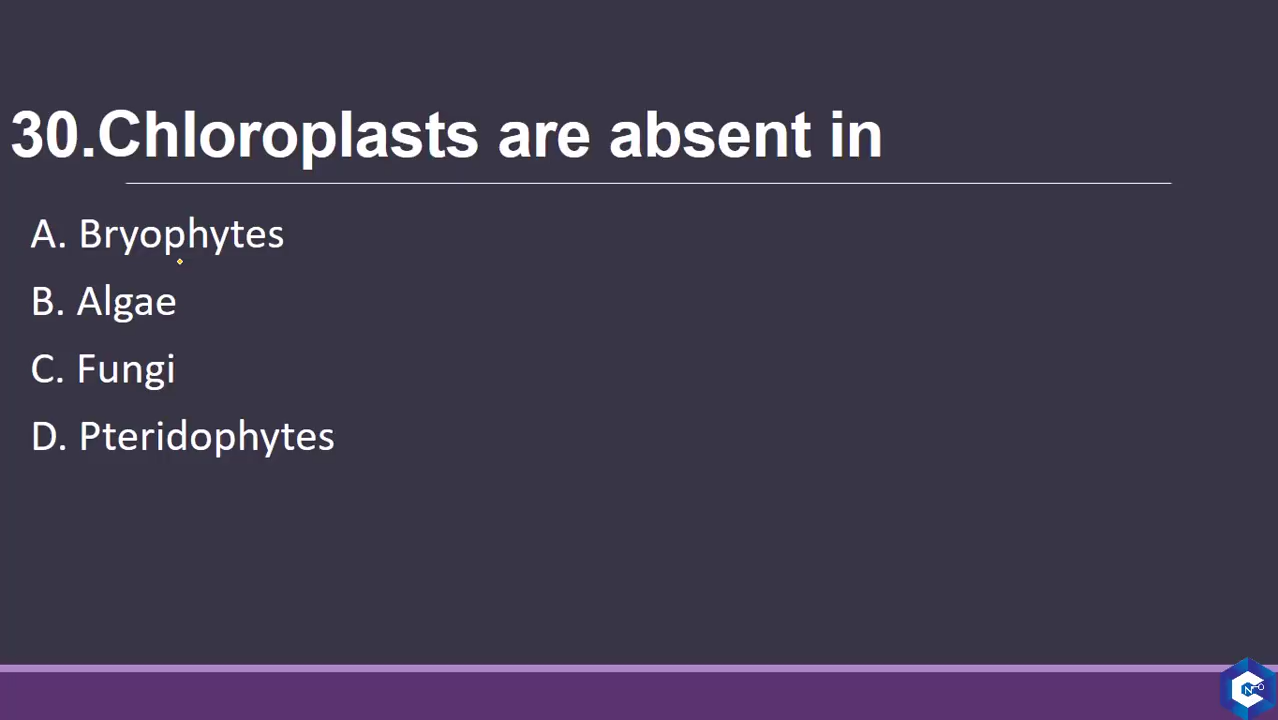 30.Chloroplasts are absent in
A. Bryophytes
B. Algae
C. Fungi
D. Pteridophytes